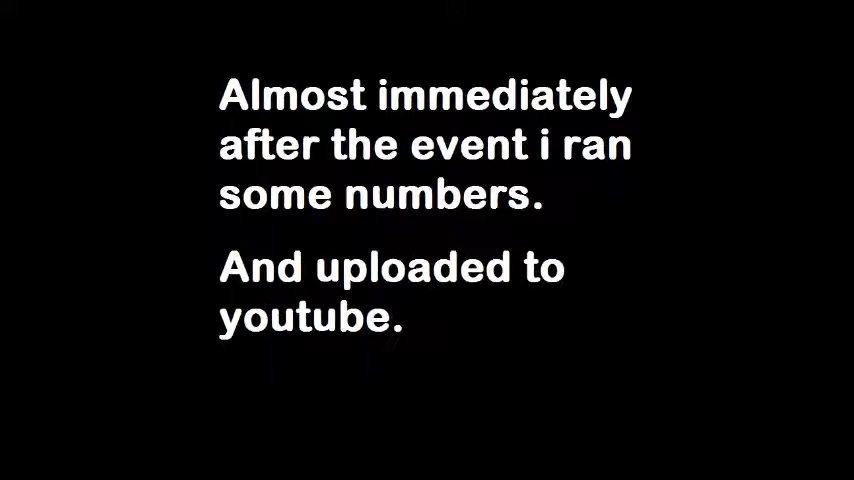 Almost immediately
after the event i ran
some numbers.
And uploaded to
youtube.